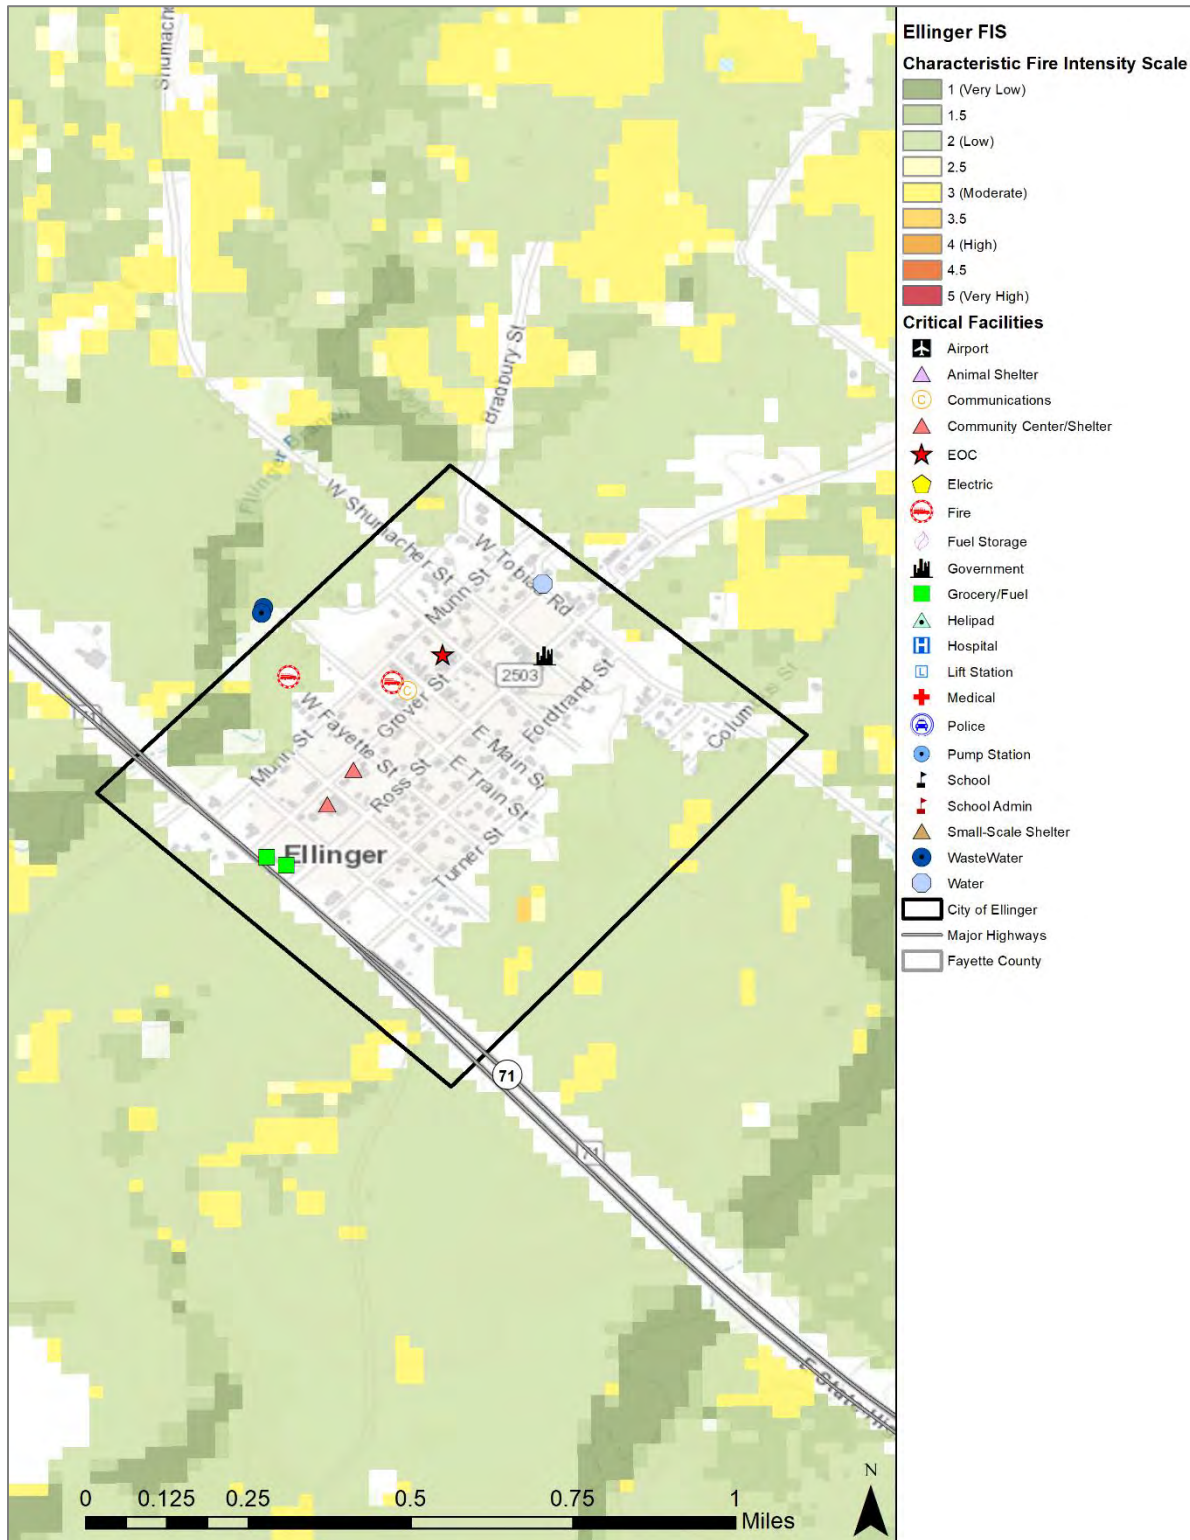 Ellinger FIS
Characteristic Fire Intensity Scale
1 (Very Low)
1.5
2 (Low)
2.5
3 (Moderate)
3.5
4 (High)
4.5
5 (Very High)
Critical Facilities
Airport
Animal Shelter
C Communications
Community Center/Shelter
EOC
Electric
Fire
Fuel Storage
Government
Grocery/Fuel
Helipad
H Hospital
L Lift Station
Medical
Police
Pump Station
School
School Admin
Small-Scale Shelter
WasteWater
Water
City of Ellinger
Major Highways
Fayette County
Bradbury St
W Shumacher St
W Tobias Rd
Munn St
2503
C
Grover St
Fordtrand St
Columbus St
W Fayette St
Munn St
E Main St
Ross St
E Train St
Turner St
Ellinger
71
71
N
0 0.125 0.25 0.5 0.75 1
Miles